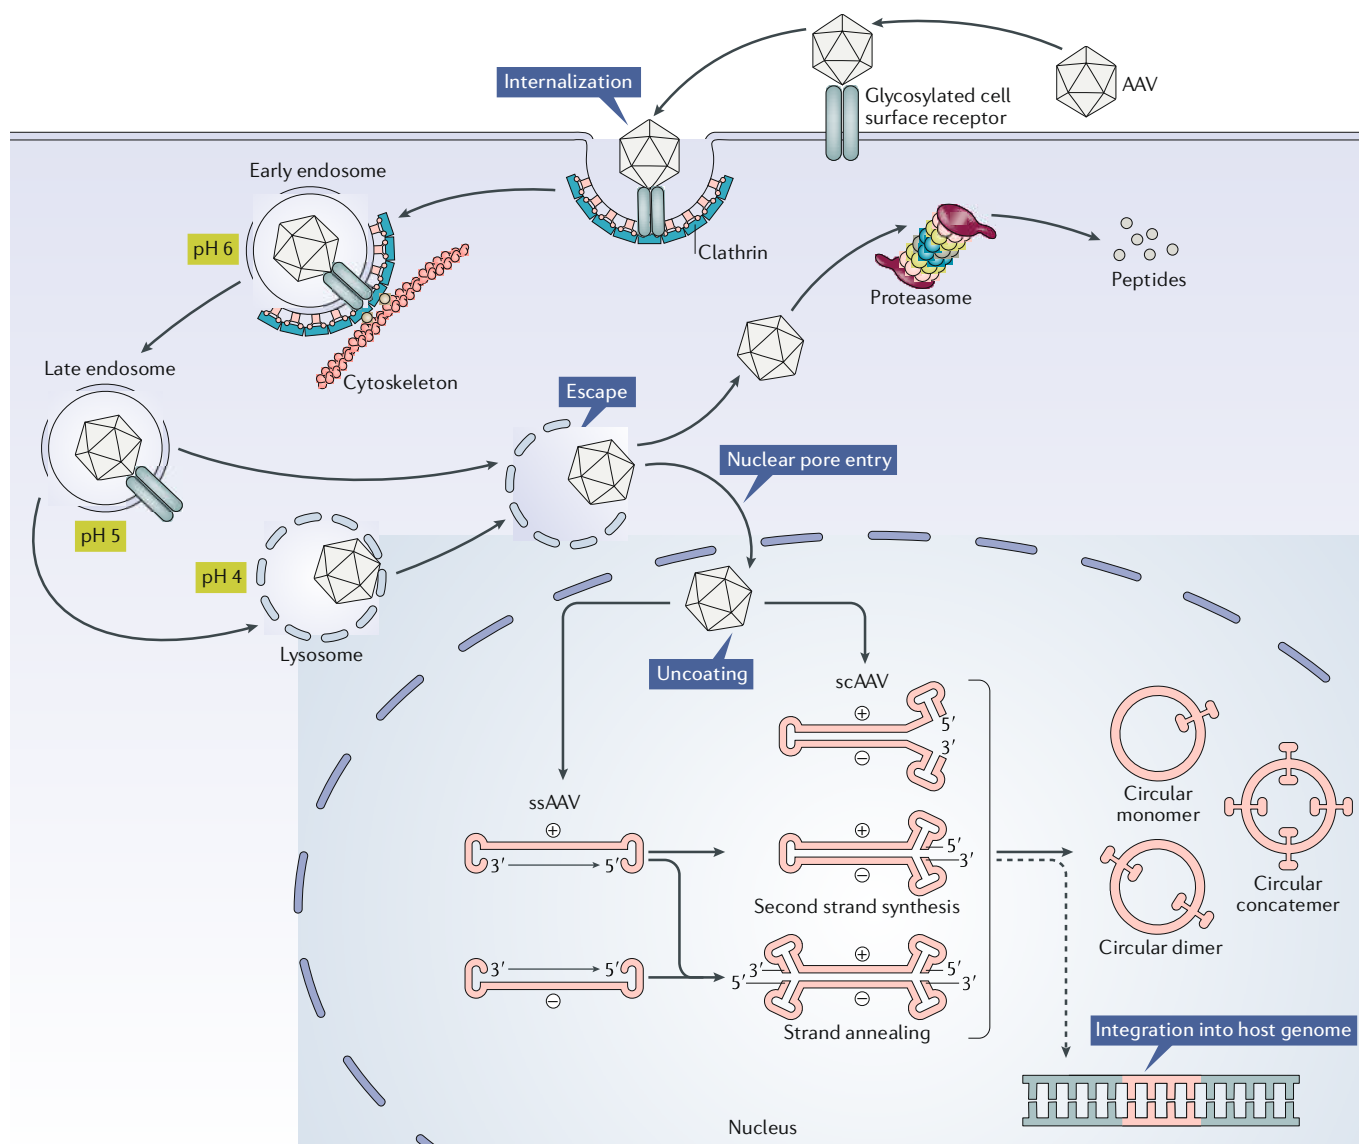 AAV
Glycosylated cell
surface receptor
Internalization
Early endosome
pH 6
Clathrin
Proteasome
Peptides
Cytoskeleton
Late endosome
pH 5
Escape
Nuclear pore entry
pH 4
Lysosome
Uncoating
scAAV
+
5′
3′
−
ssAAV
+
3′
5′
+
5′
3′
−
Second strand synthesis
3′
5′
−
+
3′
5′
5′
3′
−
Strand annealing
Circular
monomer
Circular
concatemer
Circular dimer
Integration into host genome
Nucleus